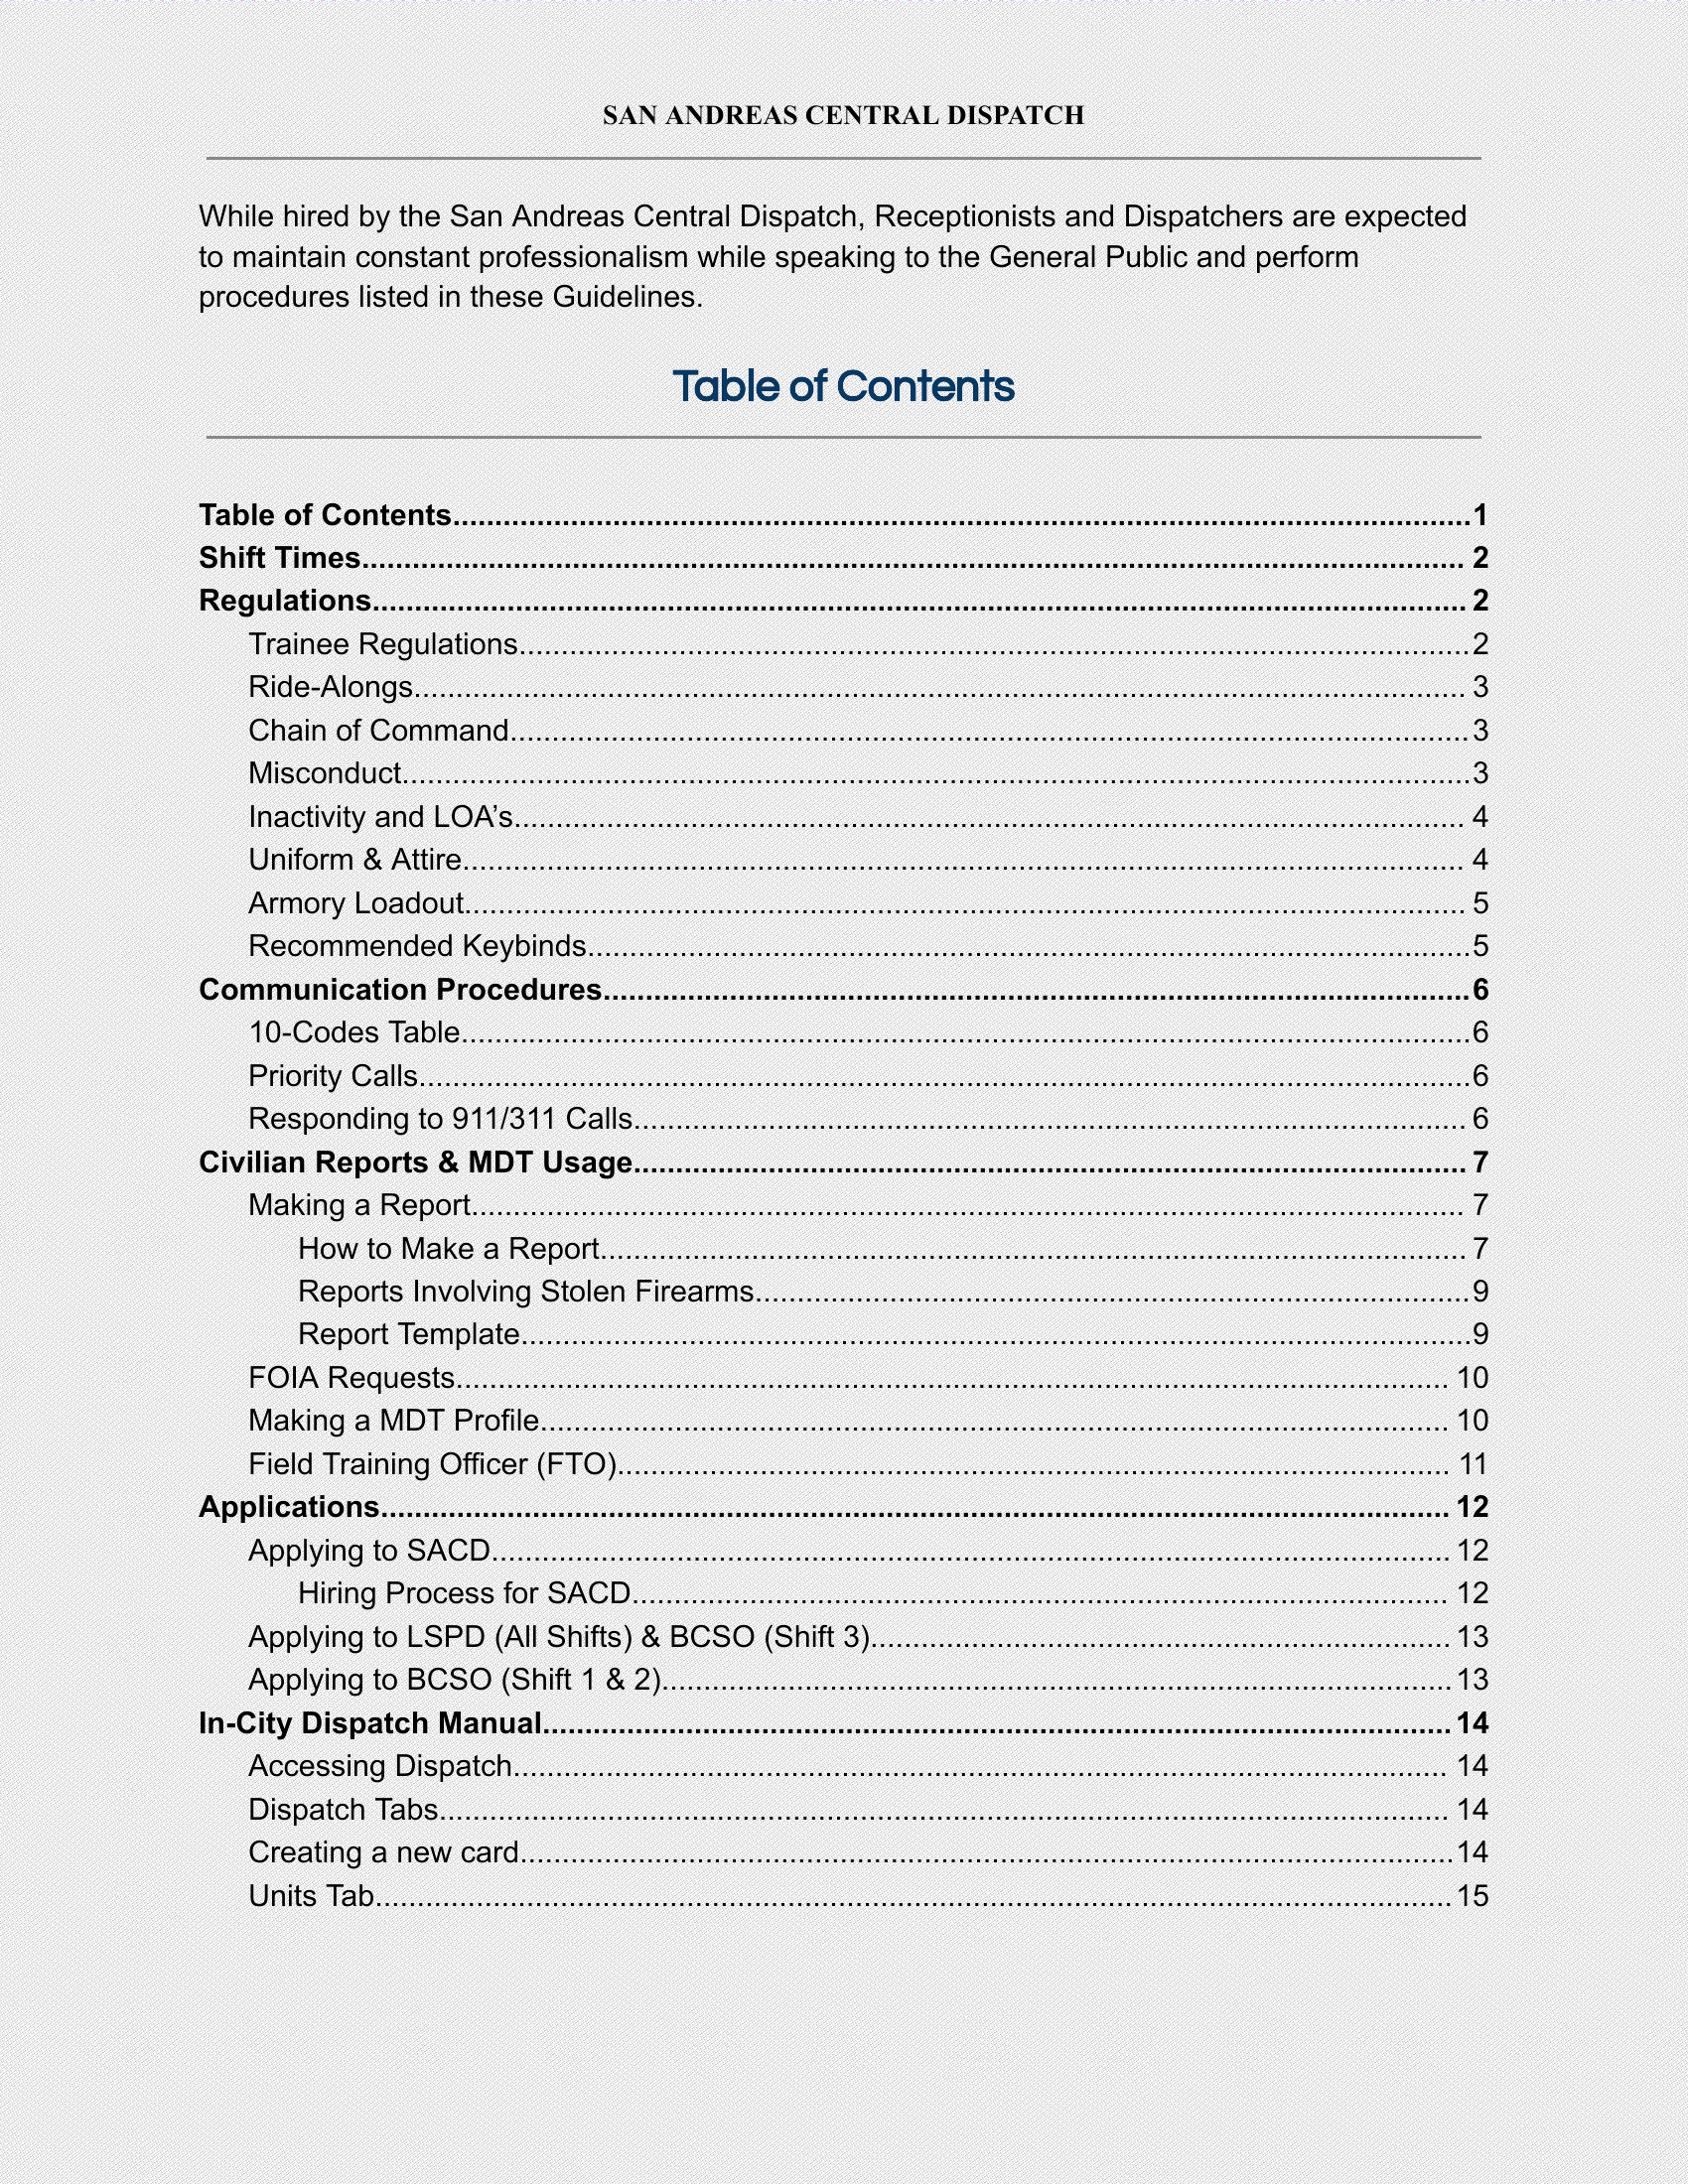 SAN ANDREAS CENTRAL DISPATCH
While hired by the San Andreas Central Dispatch, Receptionists and Dispatchers are expected
to maintain constant professionalism while speaking to the General Public and perform
procedures listed in these Guidelines.
Table of Contents
Table of Contents 1
Shift Times 2
Regulations 2
Trainee Regulations 2
Ride-Alongs 3
Chain of Command 3
Misconduct 3
Inactivity and LOA’s 4
Uniform & Attire 4
Armory Loadout 5
Recommended Keybinds 5
Communication Procedures 6
10-Codes Table 6
Priority Calls 6
Responding to 911/311 Calls 6
Civilian Reports & MDT Usage 7
Making a Report 7
How to Make a Report 7
Reports Involving Stolen Firearms 9
Report Template 9
FOIA Requests 10
Making a MDT Profile 10
Field Training Officer (FTO) 11
Applications 12
Applying to SACD 12
Hiring Process for SACD 12
Applying to LSPD (All Shifts) & BCSO (Shift 3) 13
Applying to BCSO (Shift 1 & 2) 13
In-City Dispatch Manual 14
Accessing Dispatch 14
Dispatch Tabs 14
Creating a new card 14
Units Tab 15